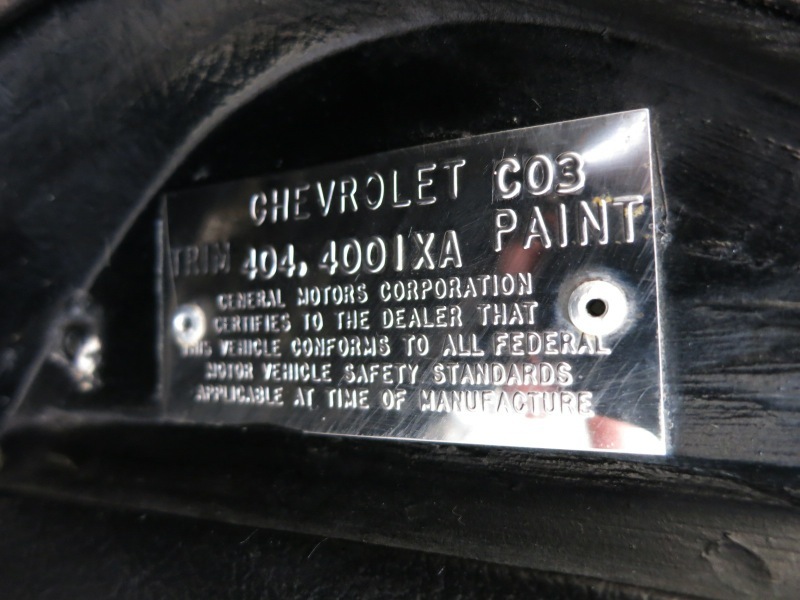 CHEVROLET C03
TRIM 404.4001XA PAINT
GENERAL MOTORS CORPORATION
CERTIFIES TO THE DEALER THAT
THIS VEHICLE CONFORMS TO ALL FEDERAL
MOTOR VEHICLE SAFETY STANDARDS
APPLICABLE AT TIME OF MANUFACTURE